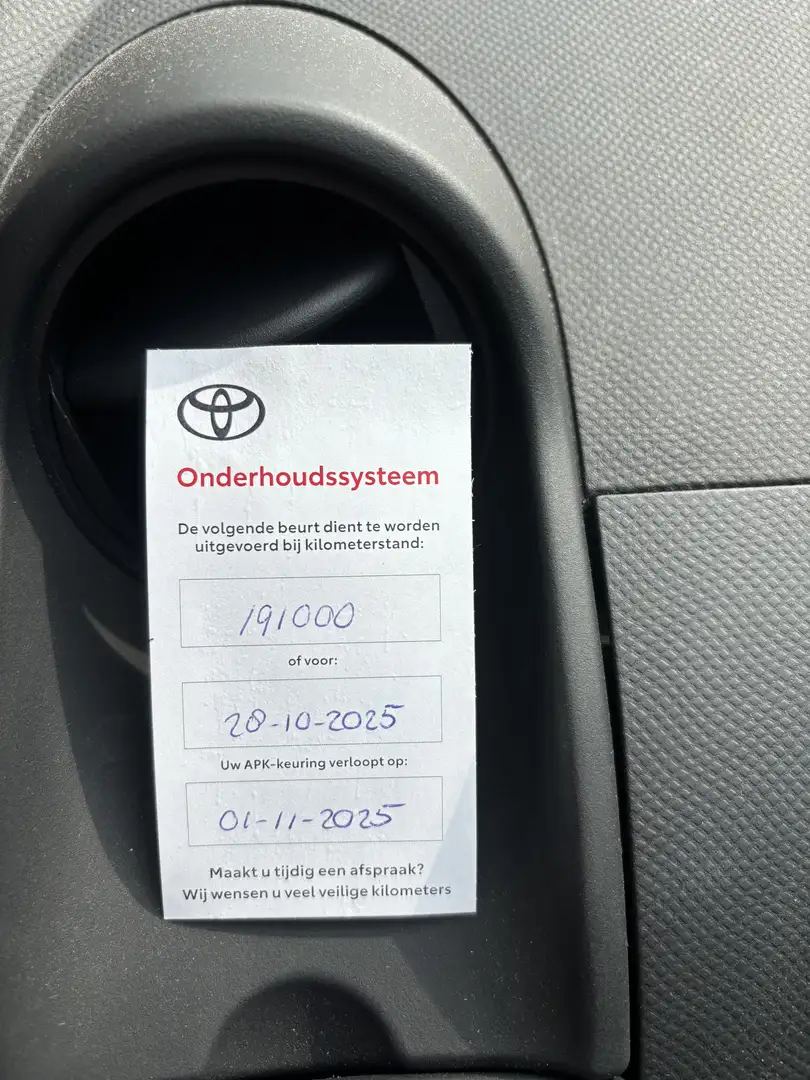 Onderhoudssysteem
De volgende beurt dient te worden
uitgevoerd bij kilometerstand:
191000
of voor:
28-10-2025
Uw APK-keuring verloopt op:
01-11-2025
Maakt u tijdig een afspraak?
Wij wensen u veel veilige kilometers